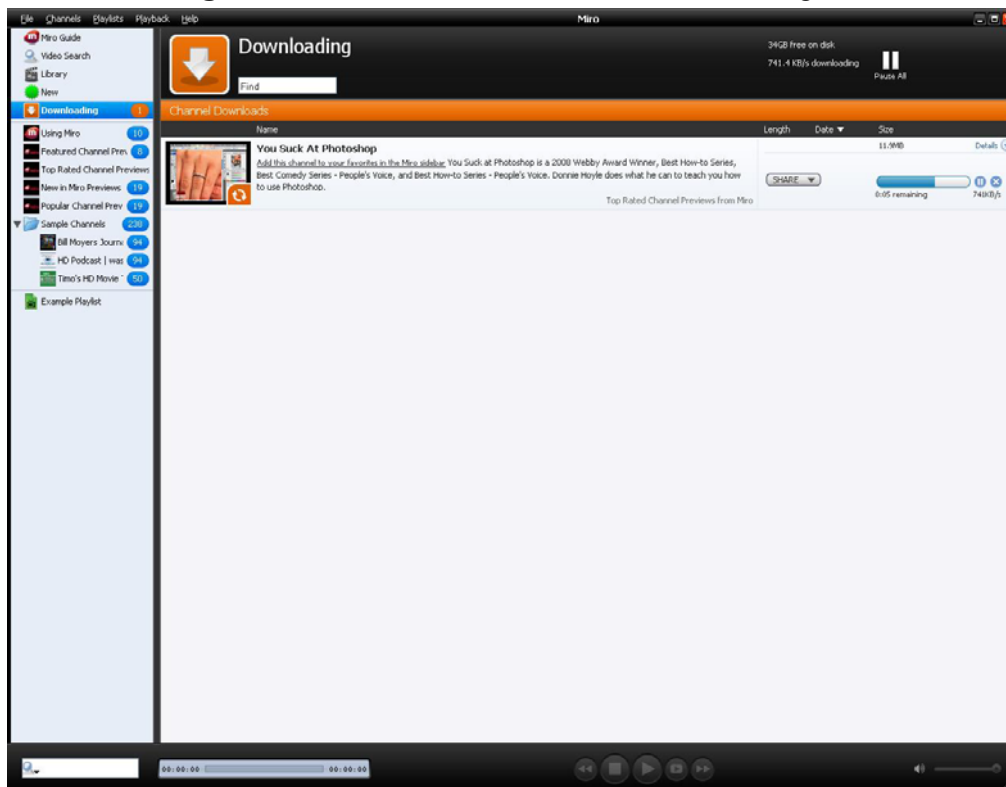 File Channels Playlists Playback Help
Miro
Miro Guide
Video Search
Library
New
Downloading 1
Using Miro 10
Featured Channel Prev 8
Top Rated Channel Previews
New in Miro Previews 19
Popular Channel Prev 19
Sample Channels 238
Bill Moyers Journ 94
HD Podcast | was 94
Timo's HD Movie 50
Example Playlist
Downloading
Find
34GB free on disk
741.4 KB/s downloading
Pause All
Channel Downloads
Name Length Date ▼ Size
You Suck At Photoshop
Add this channel to your favorites in the Miro sidebar You Suck at Photoshop is a 2008 Webby Award Winner, Best How-to Series,
Best Comedy Series - People's Voice, and Best How-to Series - People's Voice. Donnie Hoyle does what he can to teach you how
to use Photoshop.
Top Rated Channel Previews from Miro
SHARE
11.9MB
Details
0:05 remaining
741KB/s
00:00:00 00:00:00